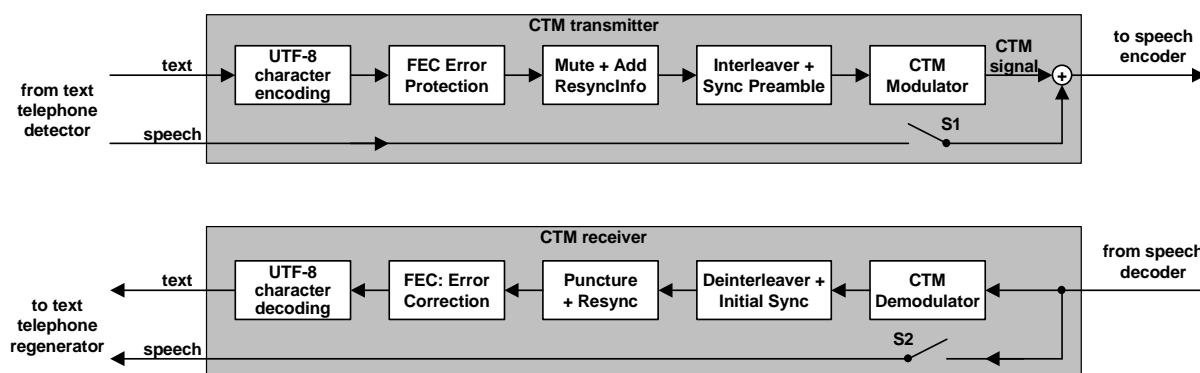 CTM transmitter
text
UTF-8
character
encoding
FEC Error
Protection
Mute + Add
ResyncInfo
Interleaver +
Sync Preamble
CTM
Modulator
CTM
signal
+
to speech
encoder
from text
telephone
detector
speech
S1
CTM receiver
from speech
decoder
text
UTF-8
character
decoding
FEC: Error
Correction
Puncture
+ Resync
Deinterleaver +
Initial Sync
CTM
Demodulator
to text
telephone
regenerator
speech
S2